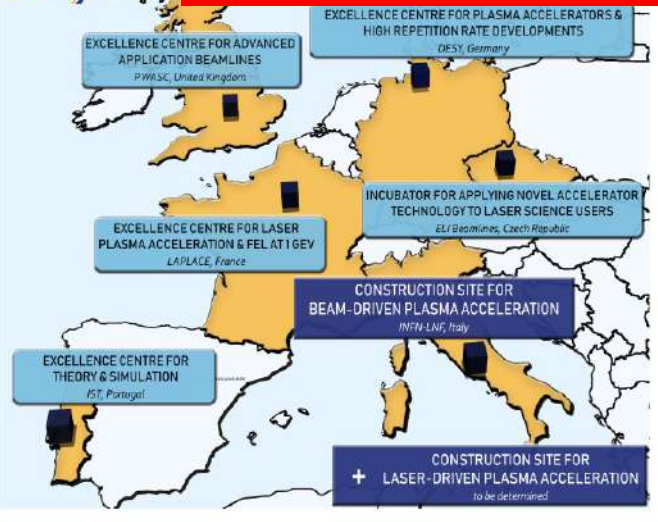 EXCELLENCE CENTRE FOR PLASMA ACCELERATORS &
HIGH REPETITION RATE DEVELOPMENTS
DESY, Germany
EXCELLENCE CENTRE FOR ADVANCED
APPLICATION BEAMLINES
PWASC, United Kingdom
INCUBATOR FOR APPLYING NOVEL ACCELERATOR
TECHNOLOGY TO LASER SCIENCE USERS
ELI Beamlines, Czech Republic
EXCELLENCE CENTRE FOR LASER
PLASMA ACCELERATION & FEL AT 1 GEV
LAPLACE, France
CONSTRUCTION SITE FOR
BEAM-DRIVEN PLASMA ACCELERATION
INFN-LNF, Italy
EXCELLENCE CENTRE FOR
THEORY & SIMULATION
IST, Portugal
+ CONSTRUCTION SITE FOR
LASER-DRIVEN PLASMA ACCELERATION
to be determined